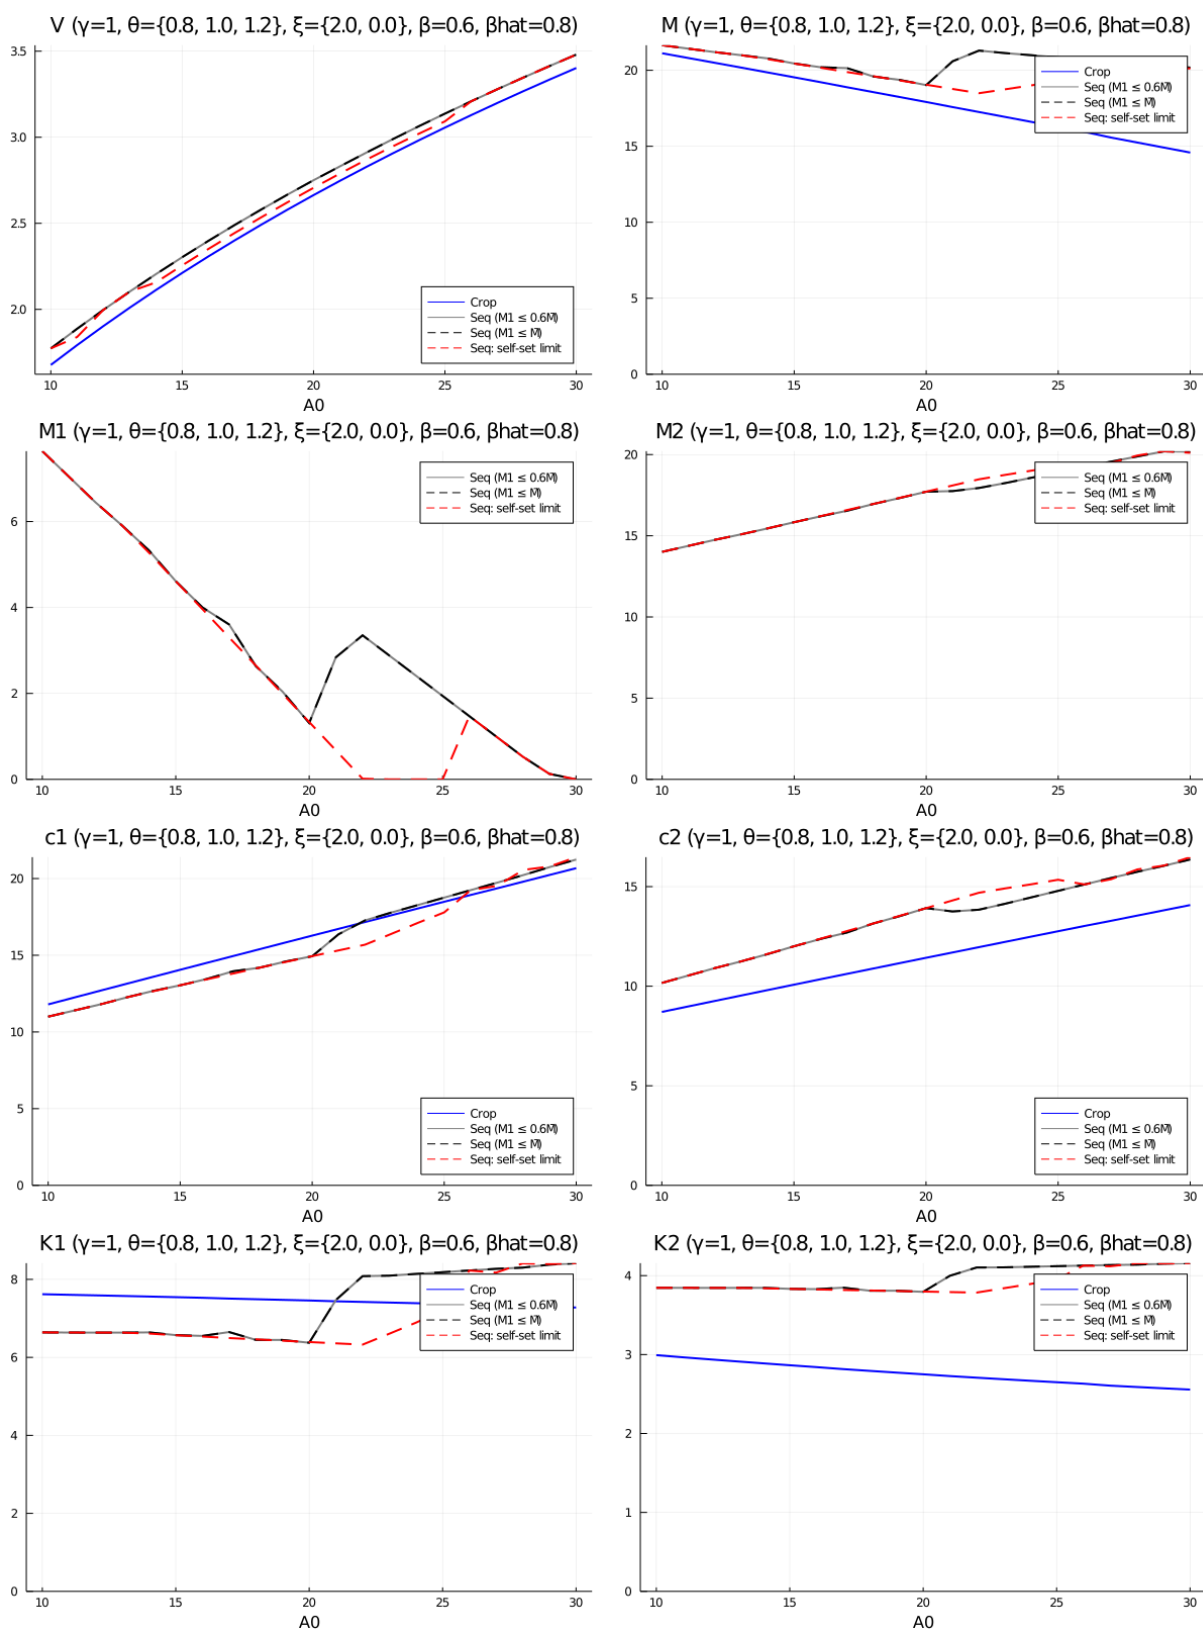 V (γ=1, θ={0.8, 1.0, 1.2}, ξ={2.0, 0.0}, β=0.6, βhat=0.8)
3.5
3.0
2.5
2.0
Crop
Seq (M1 ≤ 0.6M̄)
Seq (M1 ≤ M̄)
Seq: self-set limit
10 15 20 25 30
A0
M (γ=1, θ={0.8, 1.0, 1.2}, ξ={2.0, 0.0}, β=0.6, βhat=0.8)
20
15
10
5
0
Crop
Seq (M1 ≤ 0.6M̄)
Seq (M1 ≤ M̄)
Seq: self-set limit
10 15 20 25 30
A0
M1 (γ=1, θ={0.8, 1.0, 1.2}, ξ={2.0, 0.0}, β=0.6, βhat=0.8)
6
4
2
0
Seq (M1 ≤ 0.6M̄)
Seq (M1 ≤ M̄)
Seq: self-set limit
10 15 20 25 30
A0
M2 (γ=1, θ={0.8, 1.0, 1.2}, ξ={2.0, 0.0}, β=0.6, βhat=0.8)
20
15
10
5
0
Seq (M1 ≤ 0.6M̄)
Seq (M1 ≤ M̄)
Seq: self-set limit
10 15 20 25 30
A0
c1 (γ=1, θ={0.8, 1.0, 1.2}, ξ={2.0, 0.0}, β=0.6, βhat=0.8)
20
15
10
5
0
Crop
Seq (M1 ≤ 0.6M̄)
Seq (M1 ≤ M̄)
Seq: self-set limit
10 15 20 25 30
A0
c2 (γ=1, θ={0.8, 1.0, 1.2}, ξ={2.0, 0.0}, β=0.6, βhat=0.8)
15
10
5
0
Crop
Seq (M1 ≤ 0.6M̄)
Seq (M1 ≤ M̄)
Seq: self-set limit
10 15 20 25 30
A0
K1 (γ=1, θ={0.8, 1.0, 1.2}, ξ={2.0, 0.0}, β=0.6, βhat=0.8)
8
6
4
2
0
Crop
Seq (M1 ≤ 0.6M̄)
Seq (M1 ≤ M̄)
Seq: self-set limit
10 15 20 25 30
A0
K2 (γ=1, θ={0.8, 1.0, 1.2}, ξ={2.0, 0.0}, β=0.6, βhat=0.8)
4
3
2
1
0
Crop
Seq (M1 ≤ 0.6M̄)
Seq (M1 ≤ M̄)
Seq: self-set limit
10 15 20 25 30
A0